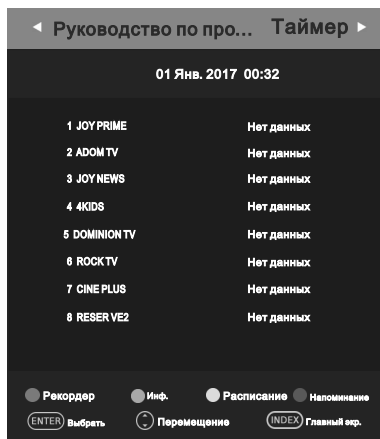 Руководство по про... Таймер
01 Янв. 2017 00:32
1 JOY PRIME Нет данных
2 ADOM TV Нет данных
3 JOY NEWS Нет данных
4 4KIDS Нет данных
5 DOMINION TV Нет данных
6 ROCK TV Нет данных
7 CINE PLUS Нет данных
8 RESER VE2 Нет данных
Рекордер Инф. Расписание Напоминание
ENTER Выбрать Перемещение INDEX Главный экр.